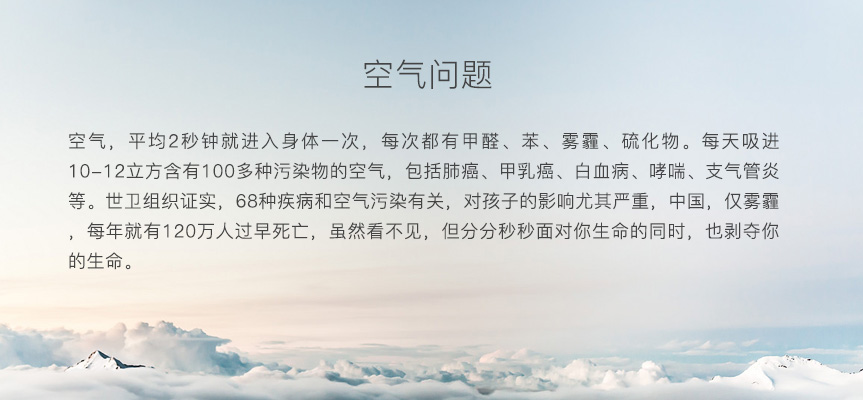 空气问题
空气，平均2秒钟就进入身体一次，每次都有甲醛、苯、雾霾、硫化物。每天吸进
10-12立方含有100多种污染物的空气，包括肺癌、甲乳癌、白血病、哮喘、支气管炎
等。世卫组织证实，68种疾病和空气污染有关，对孩子的影响尤其严重，中国，仅雾霾
，每年就有120万人过早死亡，虽然看不见，但分分秒秒面对你生命的同时，也剥夺你
的生命。